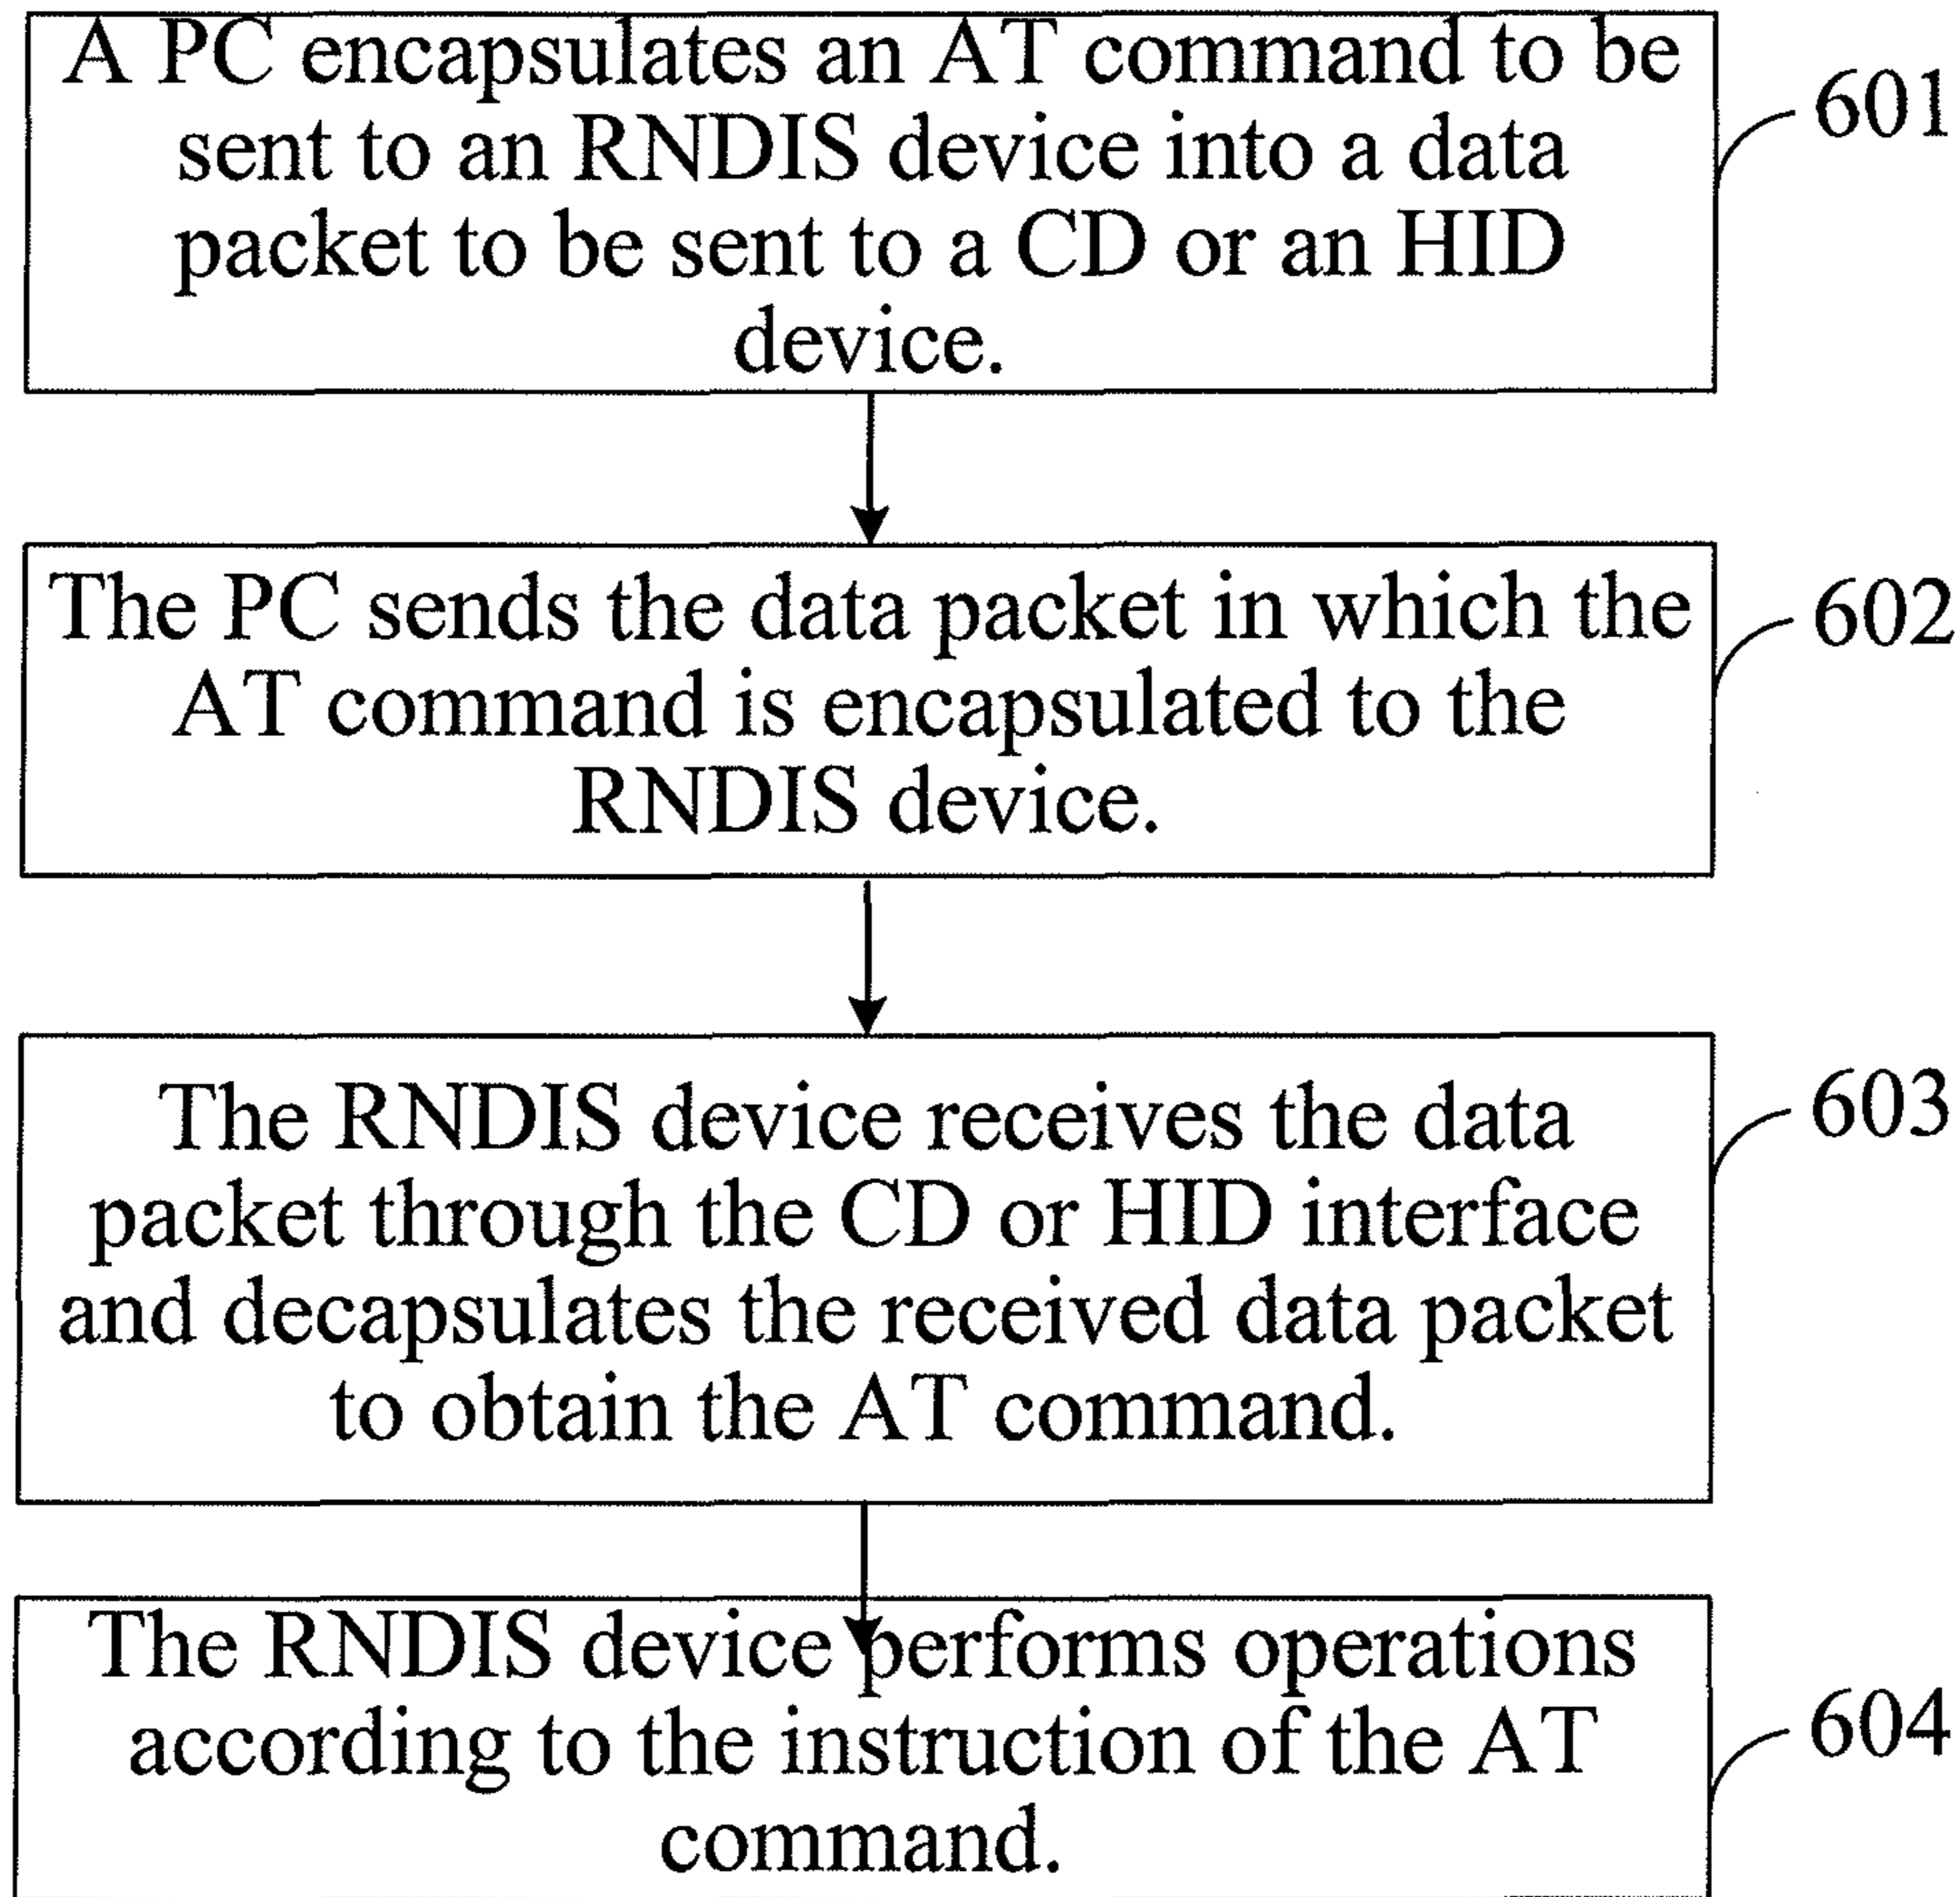 A PC encapsulates an AT command to be
sent to an RNDIS device into a data
packet to be sent to a CD or an HID
device.
601
The PC sends the data packet in which the
AT command is encapsulated to the
RNDIS device.
602
The RNDIS device receives the data
packet through the CD or HID interface
and decapsulates the received data packet
to obtain the AT command.
603
The RNDIS device performs operations
according to the instruction of the AT
command.
604